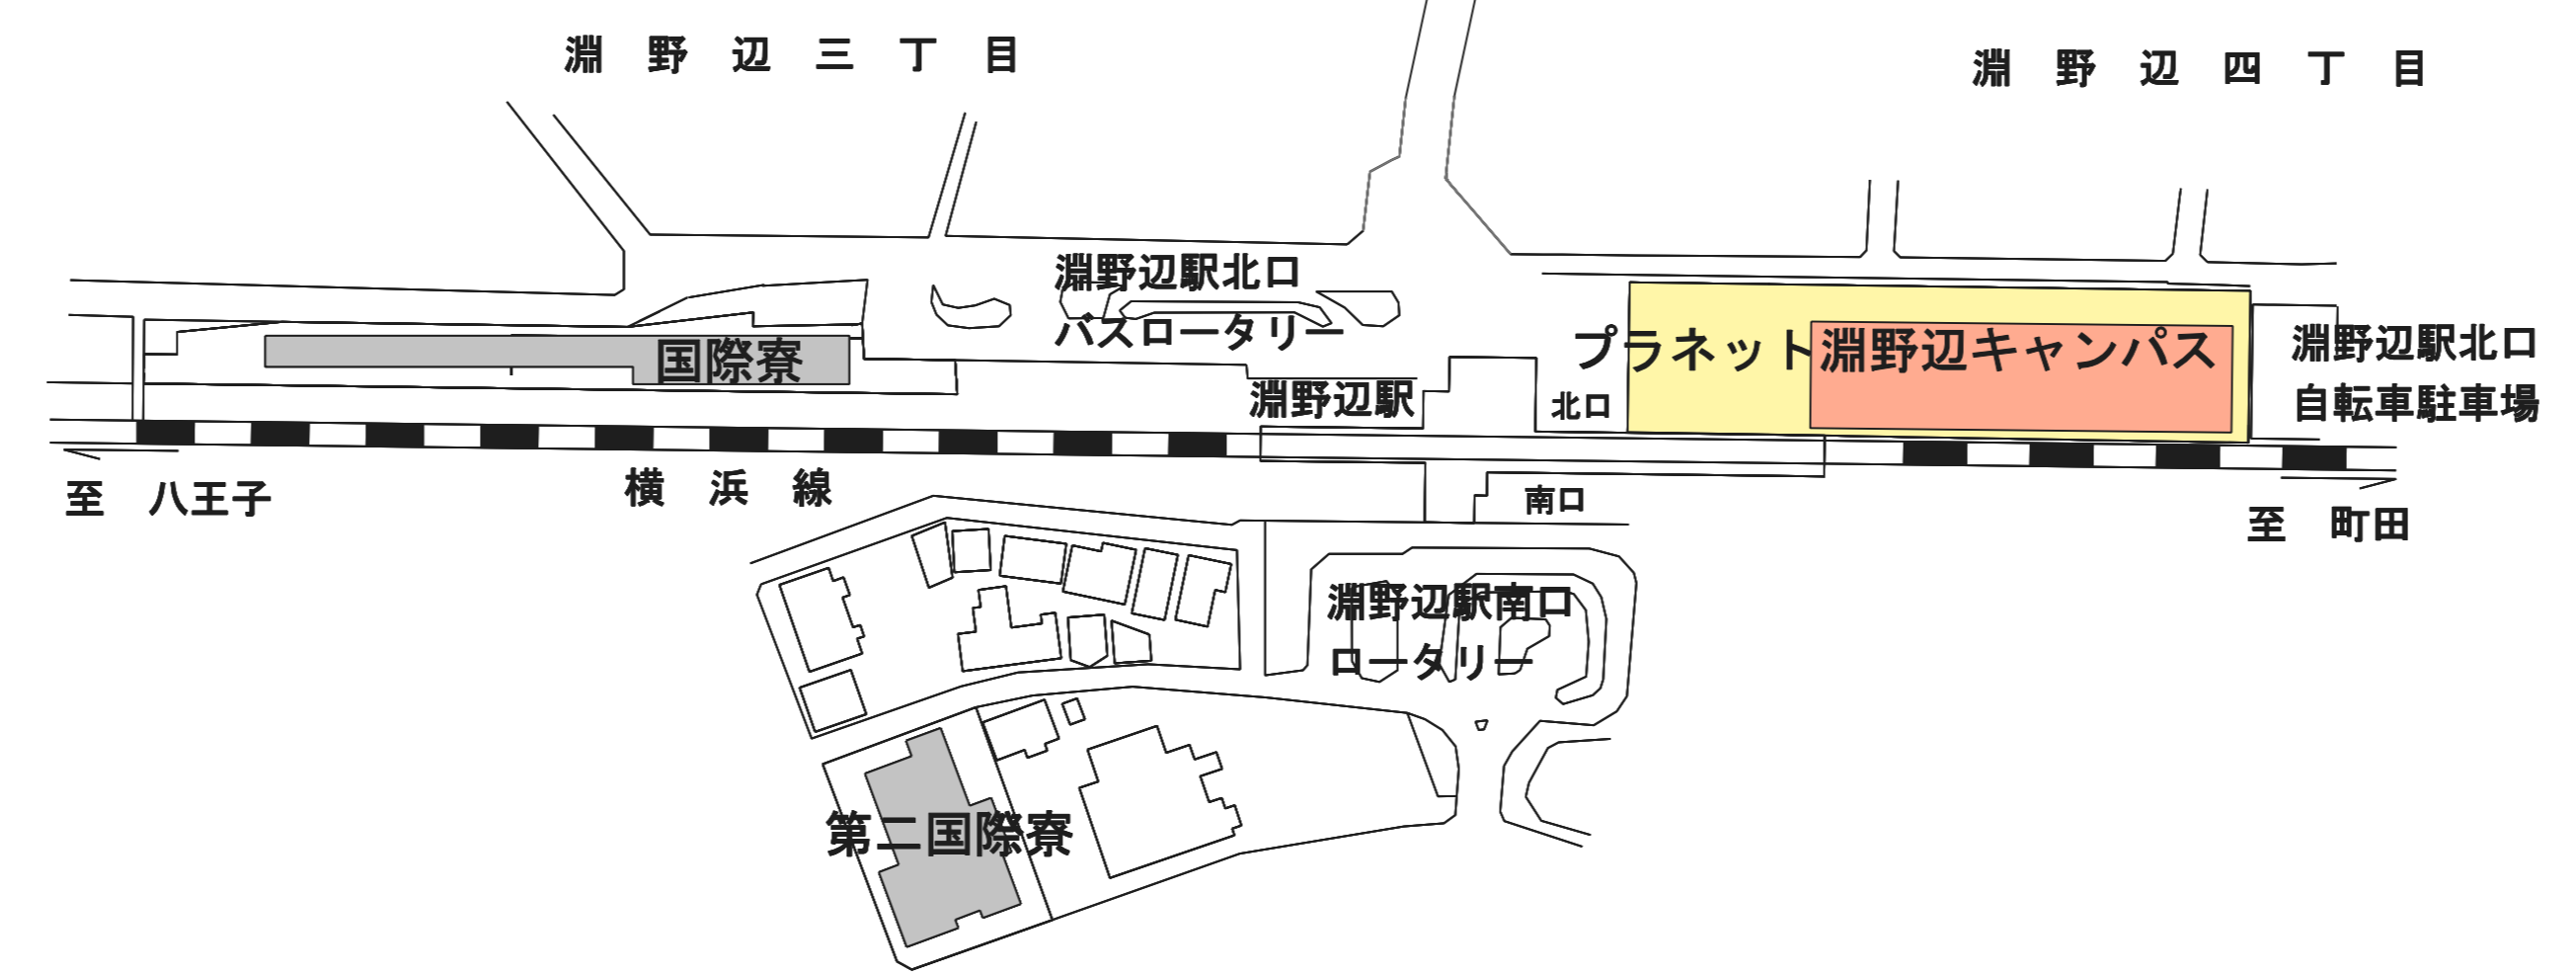 淵野辺三丁目
淵野辺四丁目
淵野辺駅北口
バスロータリー
国際寮
プラネット淵野辺キャンパス
淵野辺駅北口
自転車駐車場
淵野辺駅
北口
横浜線
至 八王子
南口
至 町田
淵野辺駅南口
ロータリー
第二国際寮